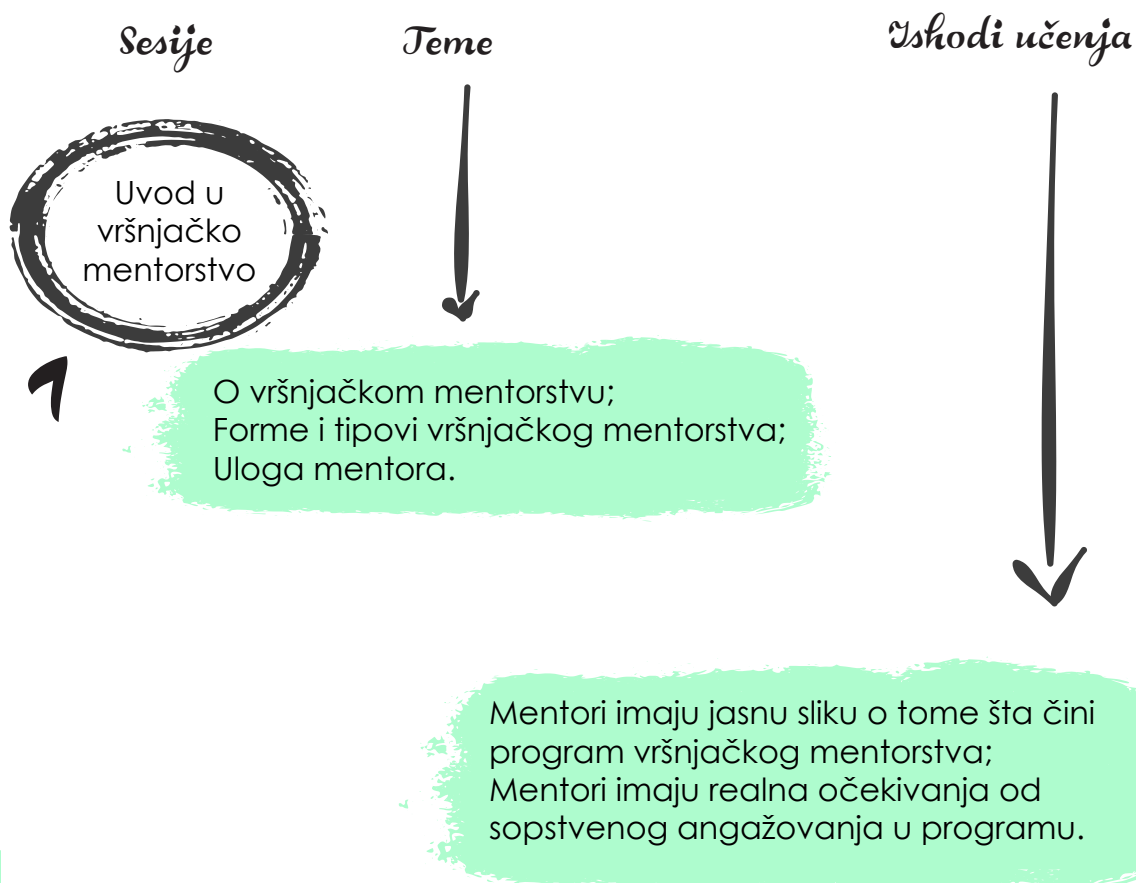 Sesije
Teme
Ishodi učenja
Uvod u
vršnjačko
mentorstvo
1
O vršnjačkom mentorstvu;
Forme i tipovi vršnjačkog mentorstva;
Uloga mentora.
Mentori imaju jasnu sliku o tome šta čini
program vršnjačkog mentorstva;
Mentori imaju realna očekivanja od
sopstvenog angažovanja u programu.